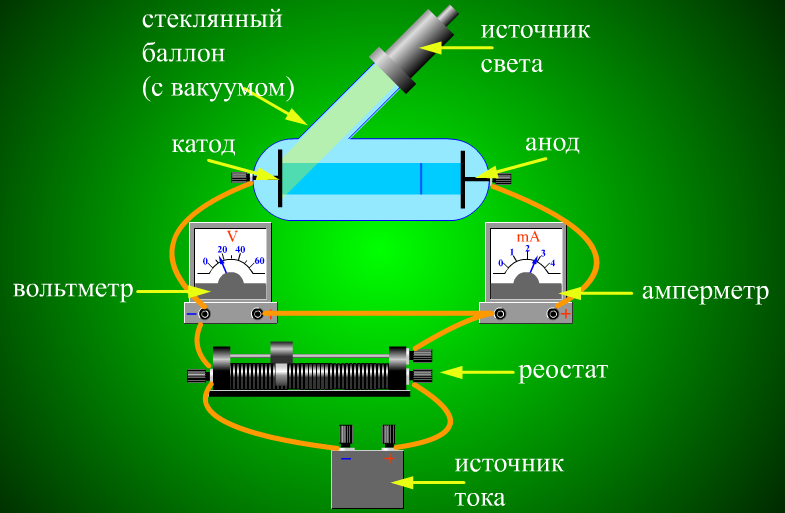 стеклянный
баллон
(с вакуумом)
источник
света
катод
анод
V
0 20 40 60
mA
0 1 2 3 4
вольтметр
амперметр
− +
− +
реостат
− +
источник
тока